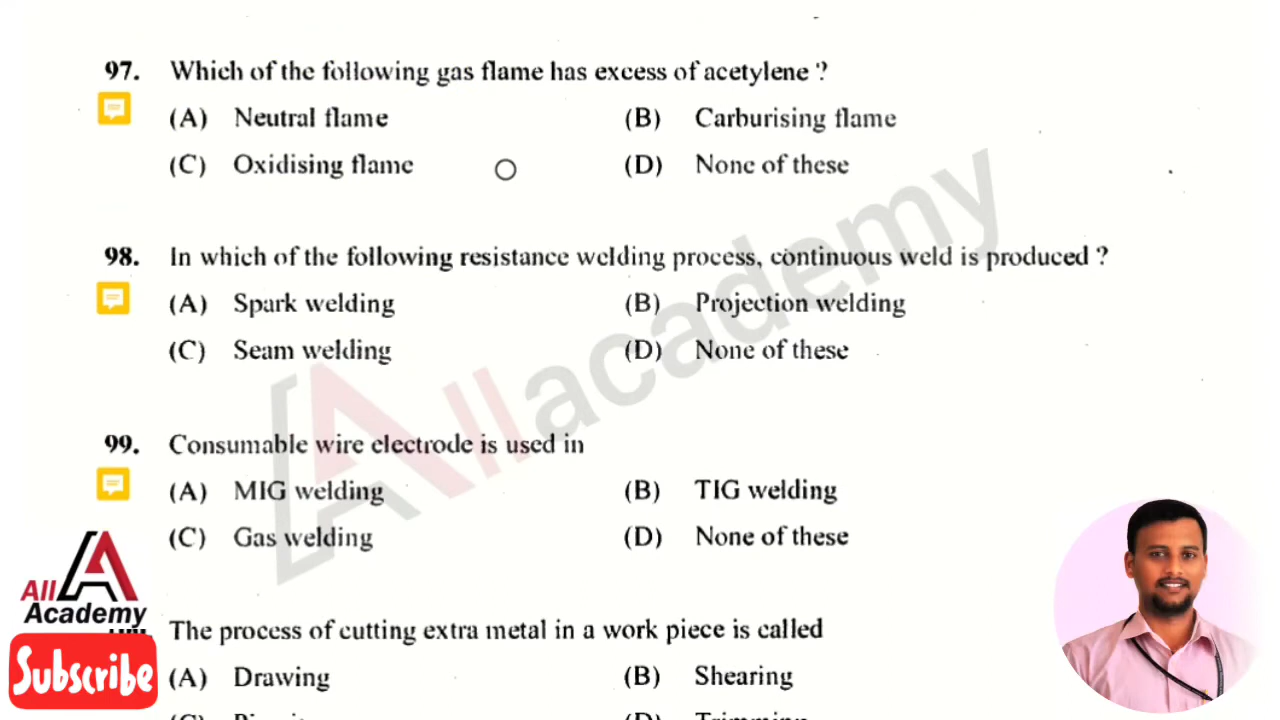 97. Which of the following gas flame has excess of acetylene ?
(A) Neutral flame (B) Carburising flame
(C) Oxidising flame (D) None of these
98. In which of the following resistance welding process, continuous weld is produced ?
(A) Spark welding (B) Projection welding
(C) Seam welding (D) None of these
99. Consumable wire electrode is used in
(A) MIG welding (B) TIG welding
(C) Gas welding (D) None of these
The process of cutting extra metal in a work piece is called
(A) Drawing (B) Shearing
(D) Trimming
Allacademy
All
Academy
Subscribe